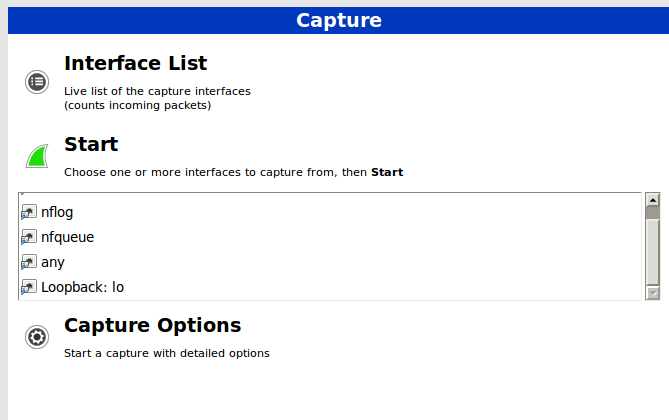 Capture
Interface List
Live list of the capture interfaces
(counts incoming packets)
Start
Choose one or more interfaces to capture from, then Start
nflog
nfqueue
any
Loopback: lo
Capture Options
Start a capture with detailed options